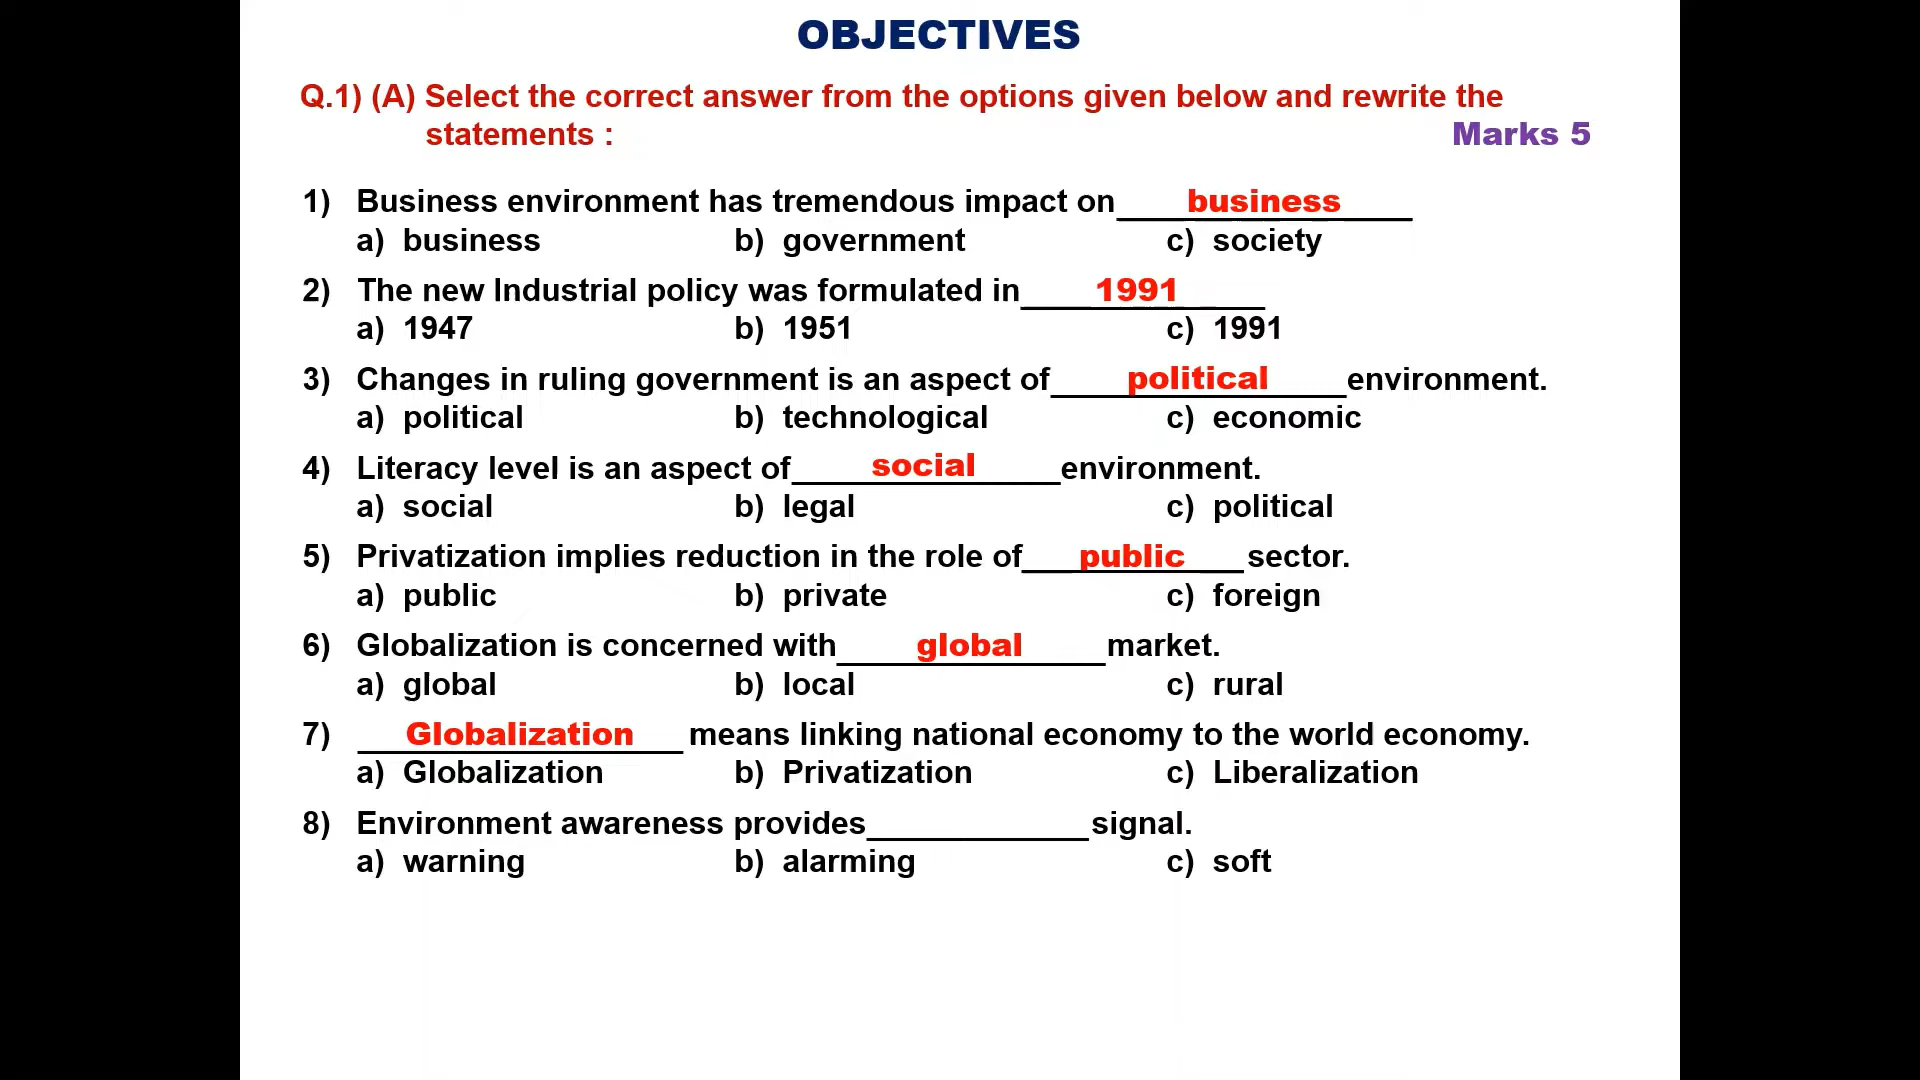 OBJECTIVES
Q.1) (A) Select the correct answer from the options given below and rewrite the
statements : Marks 5
1) Business environment has tremendous impact on business
a) business b) government c) society
2) The new Industrial policy was formulated in 1991
a) 1947 b) 1951 c) 1991
3) Changes in ruling government is an aspect of political environment.
a) political b) technological c) economic
4) Literacy level is an aspect of social environment.
a) social b) legal c) political
5) Privatization implies reduction in the role of public sector.
a) public b) private c) foreign
6) Globalization is concerned with global market.
a) global b) local c) rural
7) Globalization means linking national economy to the world economy.
a) Globalization b) Privatization c) Liberalization
8) Environment awareness provides____________signal.
a) warning b) alarming c) soft